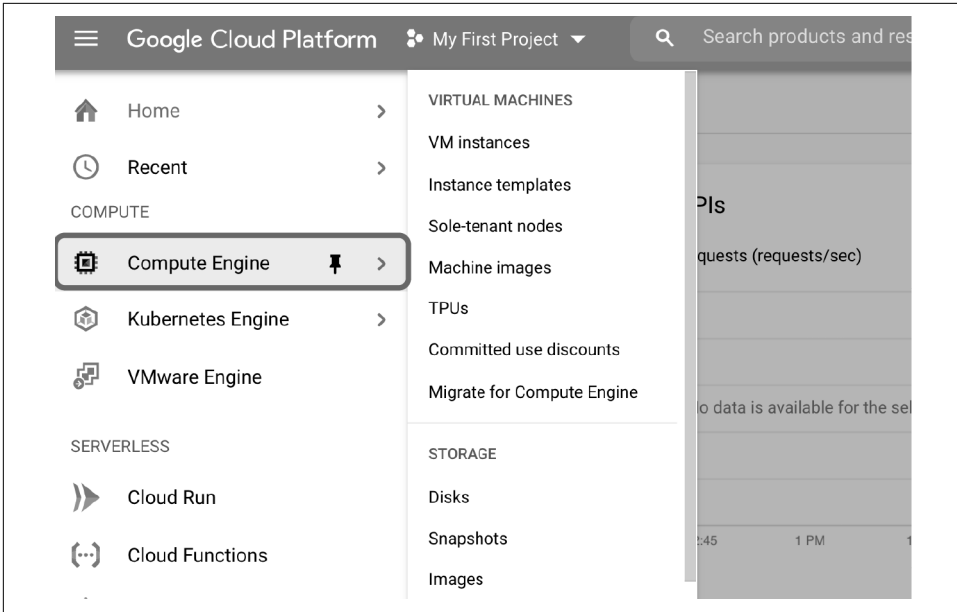 Google Cloud Platform My First Project Search products and res
Home
Recent
COMPUTE
Compute Engine
Kubernetes Engine
VMware Engine
SERVERLESS
Cloud Run
Cloud Functions
VIRTUAL MACHINES
VM instances
Instance templates
Sole-tenant nodes
Machine images
TPUs
Committed use discounts
Migrate for Compute Engine
STORAGE
Disks
Snapshots
Images
PIs
quests (requests/sec)
o data is available for the sel
:45 1 PM 1